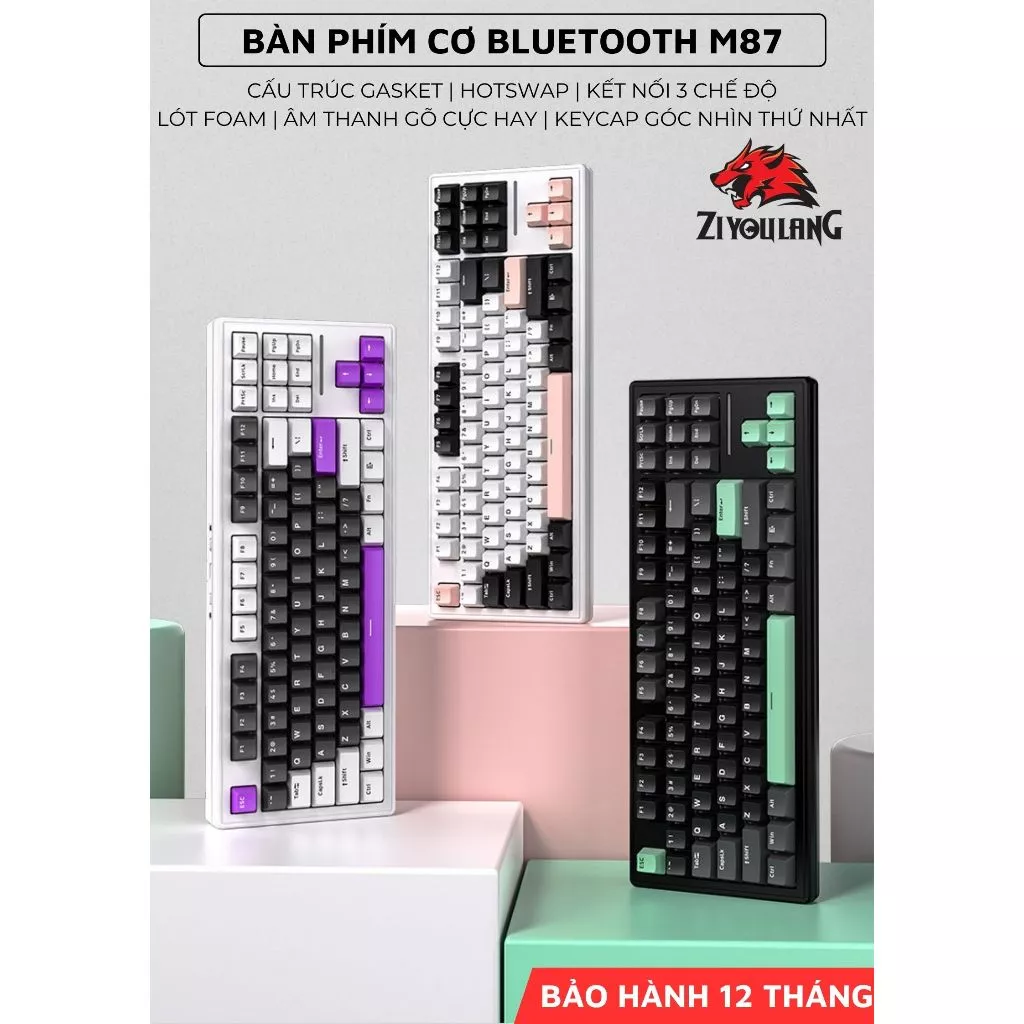 BÀN PHÍM CƠ BLUETOOTH M87
CẤU TRÚC GASKET | HOTSWAP | KẾT NỐI 3 CHẾ ĐỘ
LÓT FOAM | ÂM THANH GÕ CỰC HAY | KEYCAP GÓC NHÌN THỨ NHẤT
ZIYOULANG
BẢO HÀNH 12 THÁNG